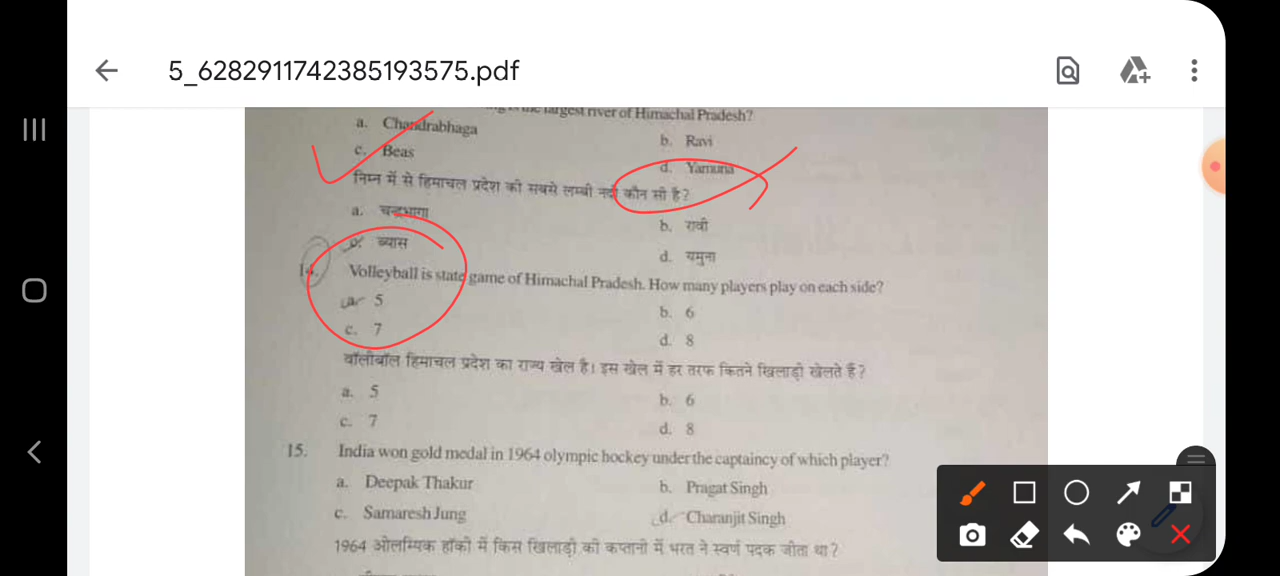 5_6282911742385193575.pdf
largest river of Himachal Pradesh?
a. Chandrabhaga
b. Ravi
c. Beas
d. Yamuna
निम्न में से हिमाचल प्रदेश की सबसे लम्बी नदी कौन सी है?
a. चन्द्रभागा
b. रावी
c. ब्यास
d. यमुना
14. Volleyball is state game of Himachal Pradesh. How many players play on each side?
a. 5
b. 6
c. 7
d. 8
वॉलीबॉल हिमाचल प्रदेश का राज्य खेल है। इस खेल में हर तरफ कितने खिलाड़ी खेलते हैं?
a. 5
b. 6
c. 7
d. 8
15. India won gold medal in 1964 olympic hockey under the captaincy of which player?
a. Deepak Thakur
b. Pragat Singh
c. Samaresh Jung
d. Charanjit Singh
1964 ओलम्पिक हॉकी में किस खिलाड़ी की कप्तानी में भरत ने स्वर्ण पदक जीता था?